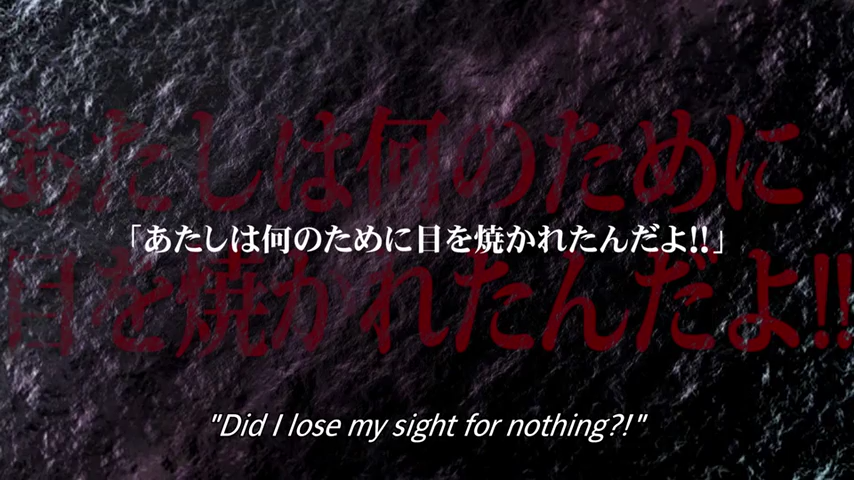 あたしは何のために
「あたしは何のために目を焼かれたんだよ!!」
目を焼かれたんだよ!!
"Did I lose my sight for nothing?!"